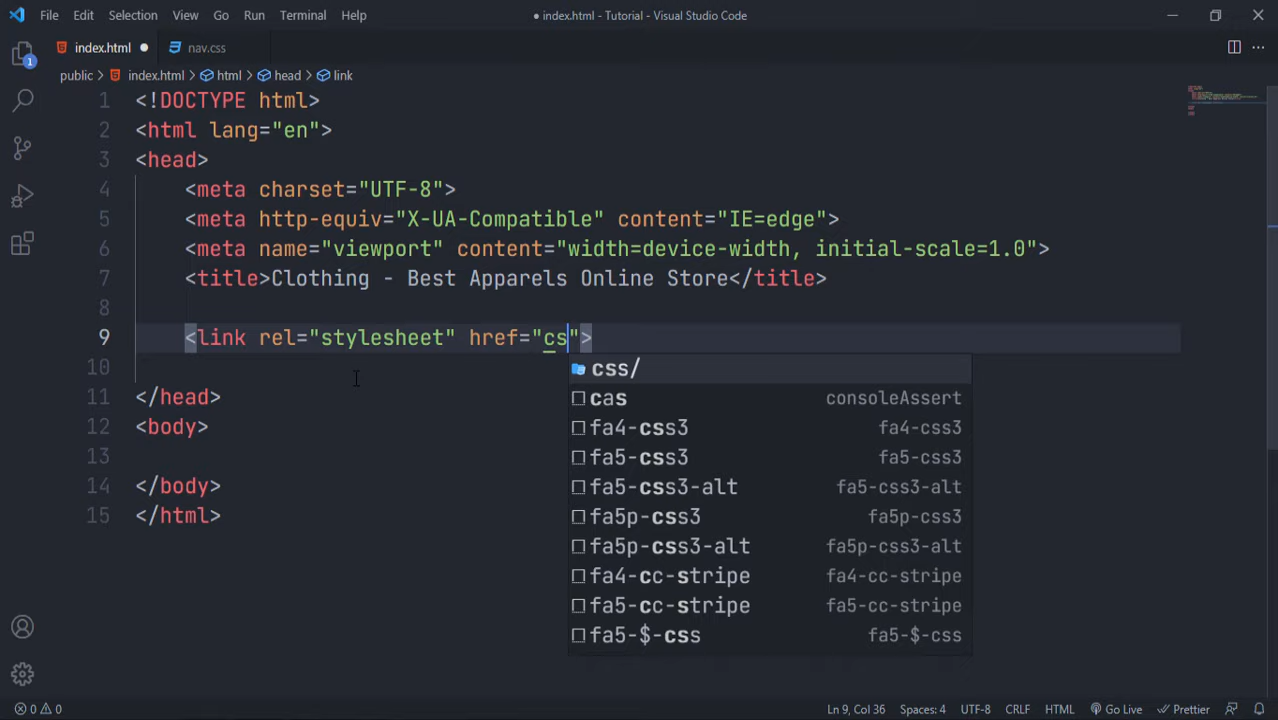 File Edit Selection View Go Run Terminal Help ● index.html - Tutorial - Visual Studio Code
index.html ● nav.css
public > index.html > html > head > link
1 <!DOCTYPE html>
2 <html lang="en">
3 <head>
4 <meta charset="UTF-8">
5 <meta http-equiv="X-UA-Compatible" content="IE=edge">
6 <meta name="viewport" content="width=device-width, initial-scale=1.0">
7 <title>Clothing - Best Apparels Online Store</title>
8
9 <link rel="stylesheet" href="cs">
10
css/
11 </head>
cas consoleAssert
12 <body>
fa4-css3 fa4-css3
13
fa5-css3 fa5-css3
14 </body>
fa5-css3-alt fa5-css3-alt
15 </html>
fa5p-css3 fa5p-css3
fa5p-css3-alt fa5p-css3-alt
fa4-cc-stripe fa4-cc-stripe
fa5-cc-stripe fa5-cc-stripe
fa5-$-css fa5-$-css
1
0 0 Ln 9, Col 36 Spaces: 4 UTF-8 CRLF HTML Go Live Prettier